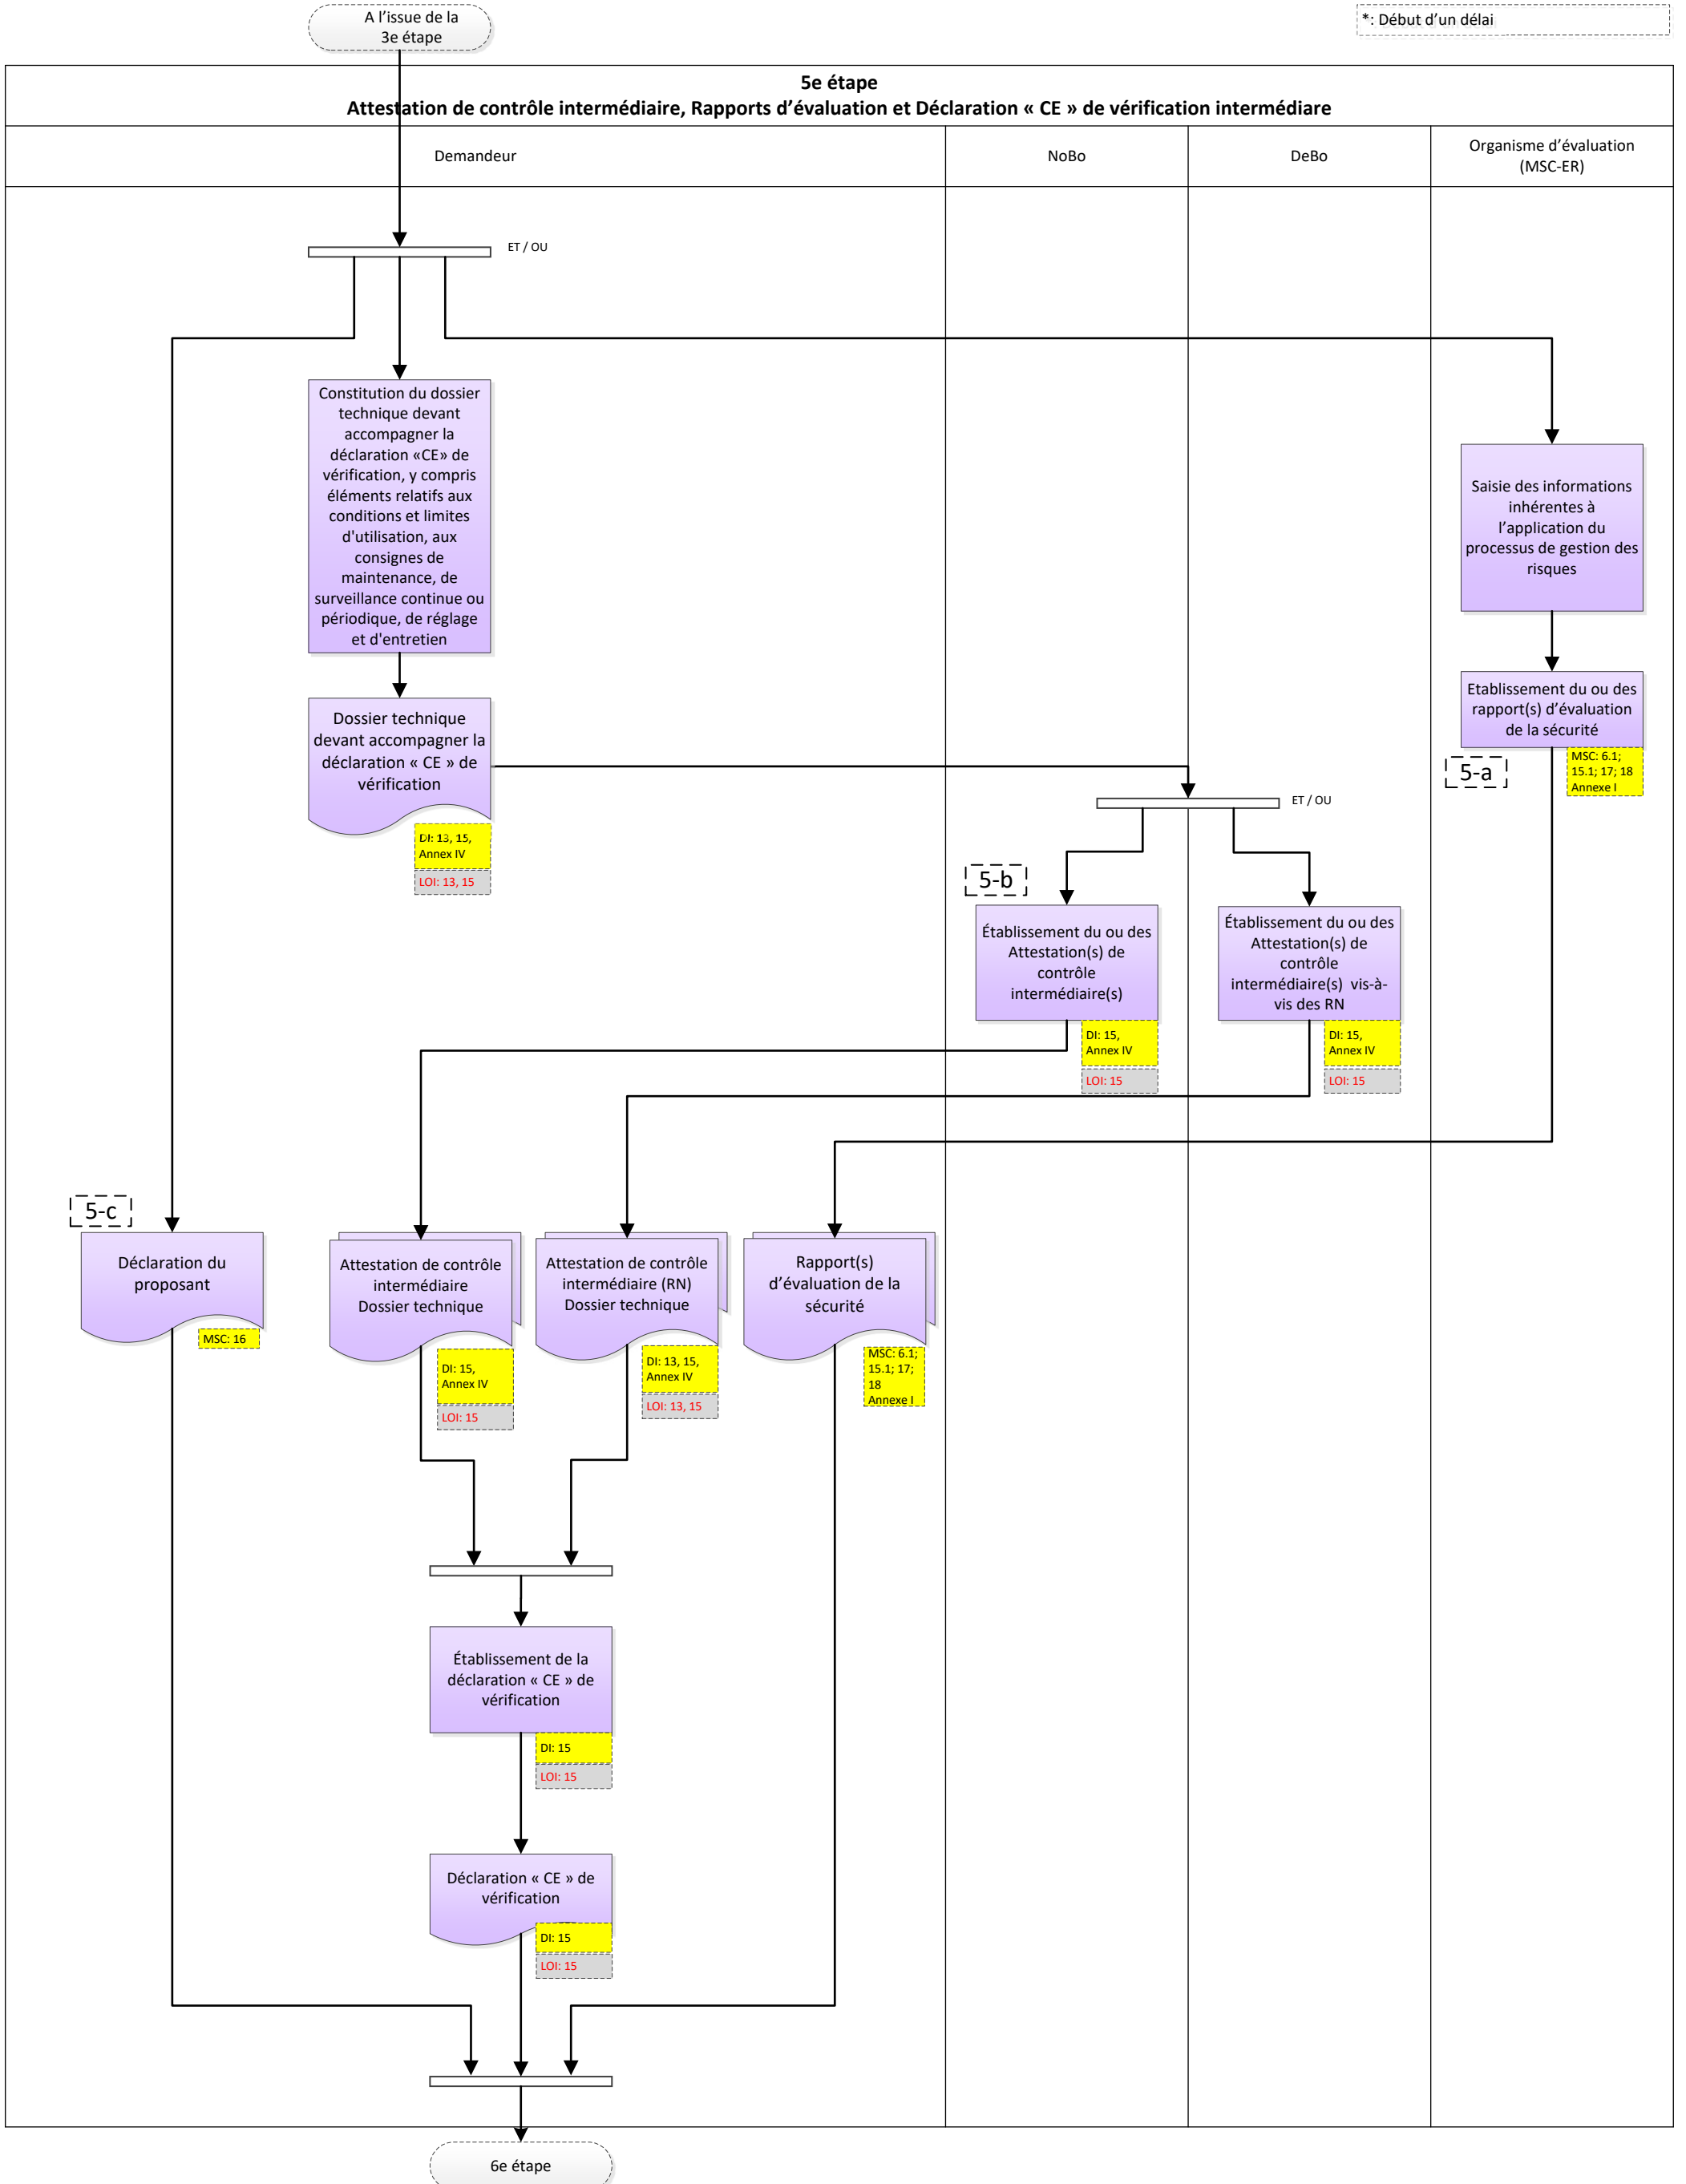 A l'issue de la
3e étape
*: Début d'un délai
5e étape
Attestation de contrôle intermédiaire, Rapports d'évaluation et Déclaration « CE » de vérification intermédiare
Demandeur
NoBo
DeBo
Organisme d'évaluation
(MSC-ER)
ET / OU
Constitution du dossier
technique devant
accompagner la
déclaration «CE» de
vérification, y compris
éléments relatifs aux
conditions et limites
d'utilisation, aux
consignes de
maintenance, de
surveillance continue ou
périodique, de réglage
et d'entretien
Saisie des informations
inhérentes à
l'application du
processus de gestion des
risques
Dossier technique
devant accompagner la
déclaration « CE » de
vérification
DI: 13, 15,
Annex IV
LOI: 13, 15
Etablissement du ou des
rapport(s) d'évaluation
de la sécurité
5-a
MSC: 6.1;
15.1; 17; 18
Annexe I
ET / OU
5-b
Établissement du ou des
Attestation(s) de
contrôle
intermédiaire(s)
DI: 15,
Annex IV
LOI: 15
Établissement du ou des
Attestation(s) de
contrôle
intermédiaire(s) vis-à-
vis des RN
DI: 15,
Annex IV
LOI: 15
5-c
Déclaration du
proposant
MSC: 16
Attestation de contrôle
intermédiaire
Dossier technique
DI: 15,
Annex IV
LOI: 15
Attestation de contrôle
intermédiaire (RN)
Dossier technique
DI: 13, 15,
Annex IV
LOI: 13, 15
Rapport(s)
d'évaluation de la
sécurité
MSC: 6.1;
15.1; 17;
18
Annexe I
Établissement de la
déclaration « CE » de
vérification
DI: 15
LOI: 15
Déclaration « CE » de
vérification
DI: 15
LOI: 15
6e étape